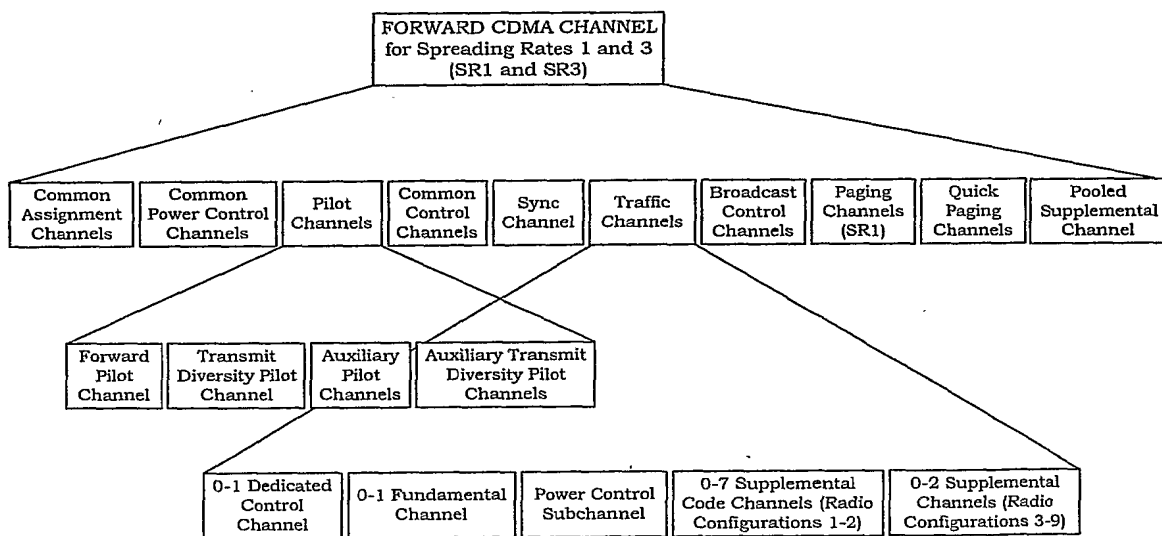 FORWARD CDMA CHANNEL
for Spreading Rates 1 and 3
(SR1 and SR3)
Common
Assignment
Channels
Common
Power Control
Channels
Pilot
Channels
Common
Control
Channels
Sync
Channel
Traffic
Channels
Broadcast
Control
Channels
Paging
Channels
(SR1)
Quick
Paging
Channels
Pooled
Supplemental
Channel
Forward
Pilot
Channel
Transmit
Diversity Pilot
Channel
Auxiliary
Pilot
Channels
Auxiliary Transmit
Diversity Pilot
Channels
0-1 Dedicated
Control
Channel
0-1 Fundamental
Channel
Power Control
Subchannel
0-7 Supplemental
Code Channels (Radio
Configurations 1-2)
0-2 Supplemental
Channels (Radio
Configurations 3-9)